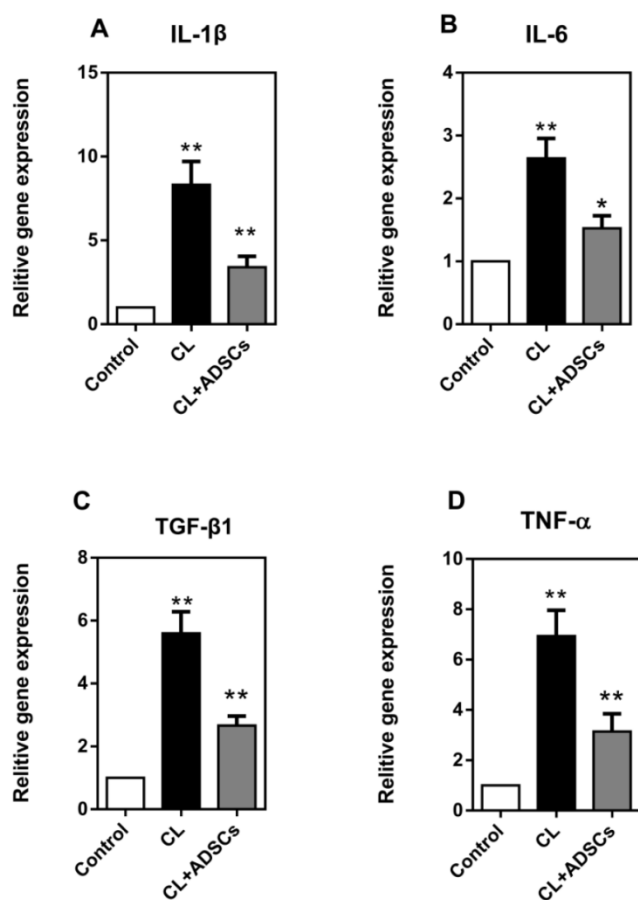 A
IL-1β
Relitive gene expression
15
10
5
0
**
**
Control
CL
CL+ADSCs
B
IL-6
Relitive gene expression
4
3
2
1
0
**
*
Control
CL
CL+ADSCs
C
TGF-β1
Relitive gene expression
8
6
4
2
0
**
**
Control
CL
CL+ADSCs
D
TNF-α
Relitive gene expression
10
8
6
4
2
0
**
**
Control
CL
CL+ADSCs